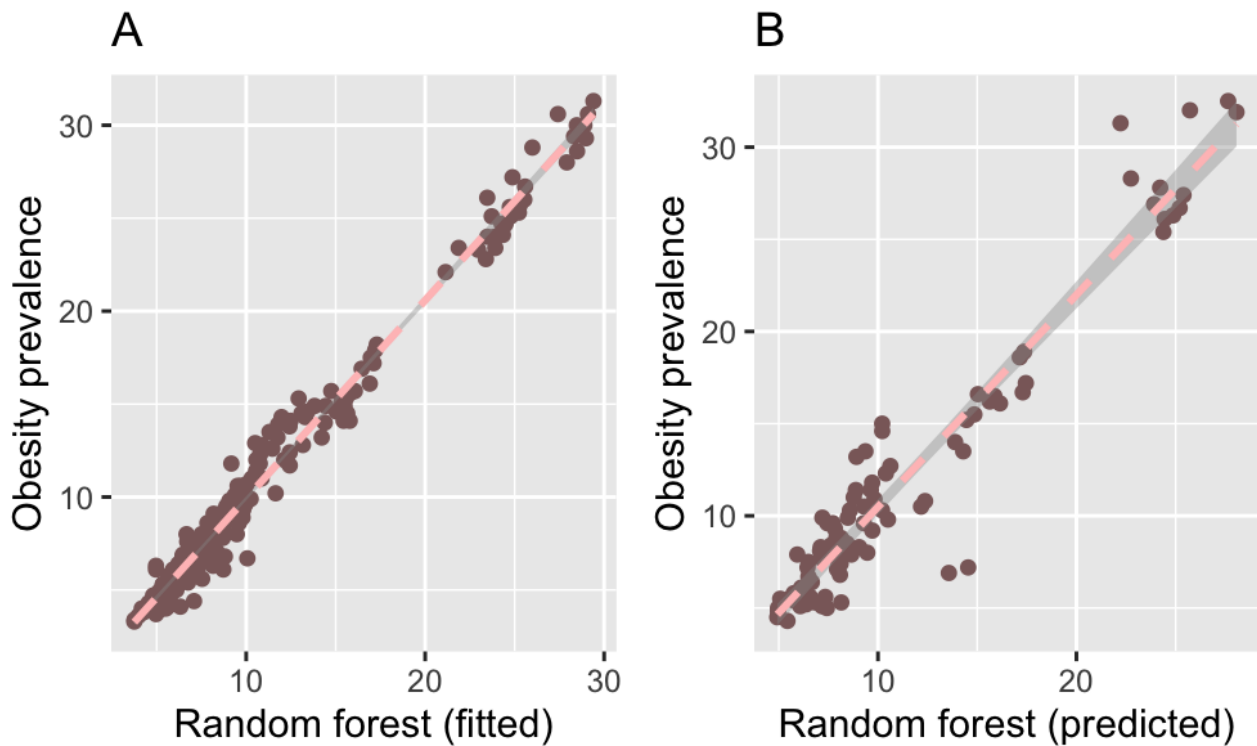 A
Obesity prevalence
30
20
10
10 20 30
Random forest (fitted)
B
Obesity prevalence
30
20
10
10 20
Random forest (predicted)